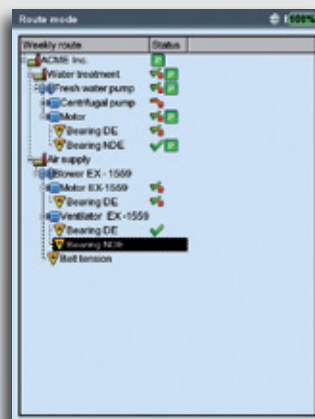 Route mode 100%
Weekly route Status
ACME Inc.
Water treatment
Fresh water pump
Centrifugal pump
Motor
Bearing DE
Bearing NDE
Air supply
Blower EX - 1559
Motor EX-1559
Bearing DE
Ventilator EX -1559
Bearing DE
Bearing NDE
Belt tension